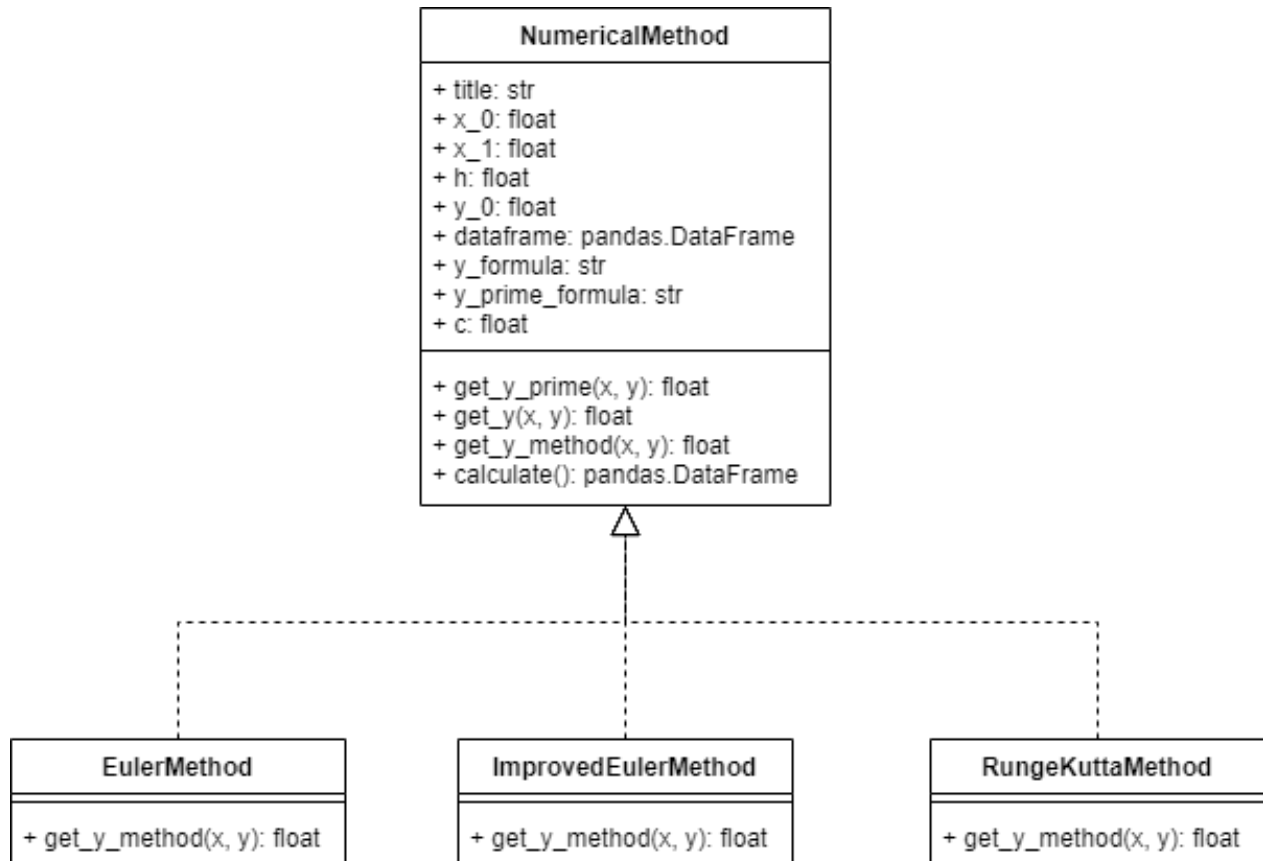 NumericalMethod
+ title: str
+ x_0: float
+ x_1: float
+ h: float
+ y_0: float
+ dataframe: pandas.DataFrame
+ y_formula: str
+ y_prime_formula: str
+ c: float
+ get_y_prime(x, y): float
+ get_y(x, y): float
+ get_y_method(x, y): float
+ calculate(): pandas.DataFrame
EulerMethod
+ get_y_method(x, y): float
ImprovedEulerMethod
+ get_y_method(x, y): float
RungeKuttaMethod
+ get_y_method(x, y): float